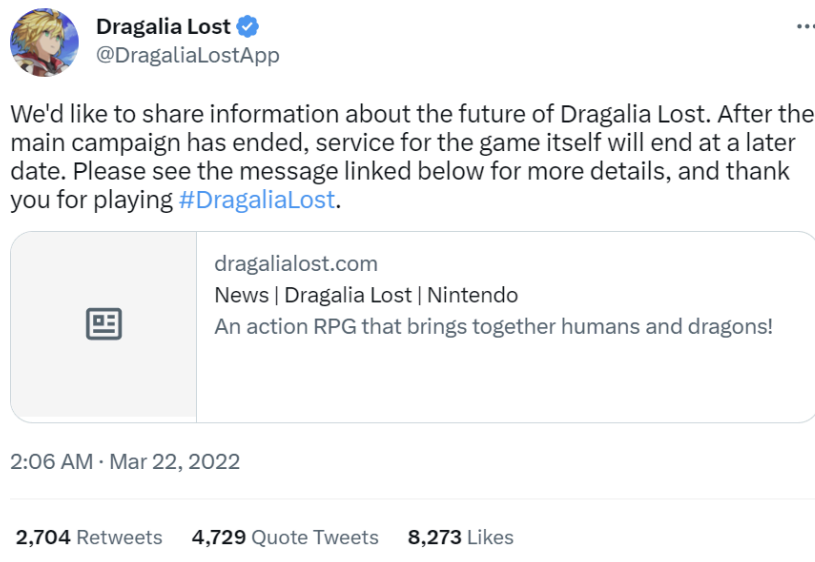 Dragalia Lost
@DragaliaLostApp
We'd like to share information about the future of Dragalia Lost. After the
main campaign has ended, service for the game itself will end at a later
date. Please see the message linked below for more details, and thank
you for playing #DragaliaLost.
dragalialost.com
News | Dragalia Lost | Nintendo
An action RPG that brings together humans and dragons!
2:06 AM · Mar 22, 2022
2,704 Retweets 4,729 Quote Tweets 8,273 Likes